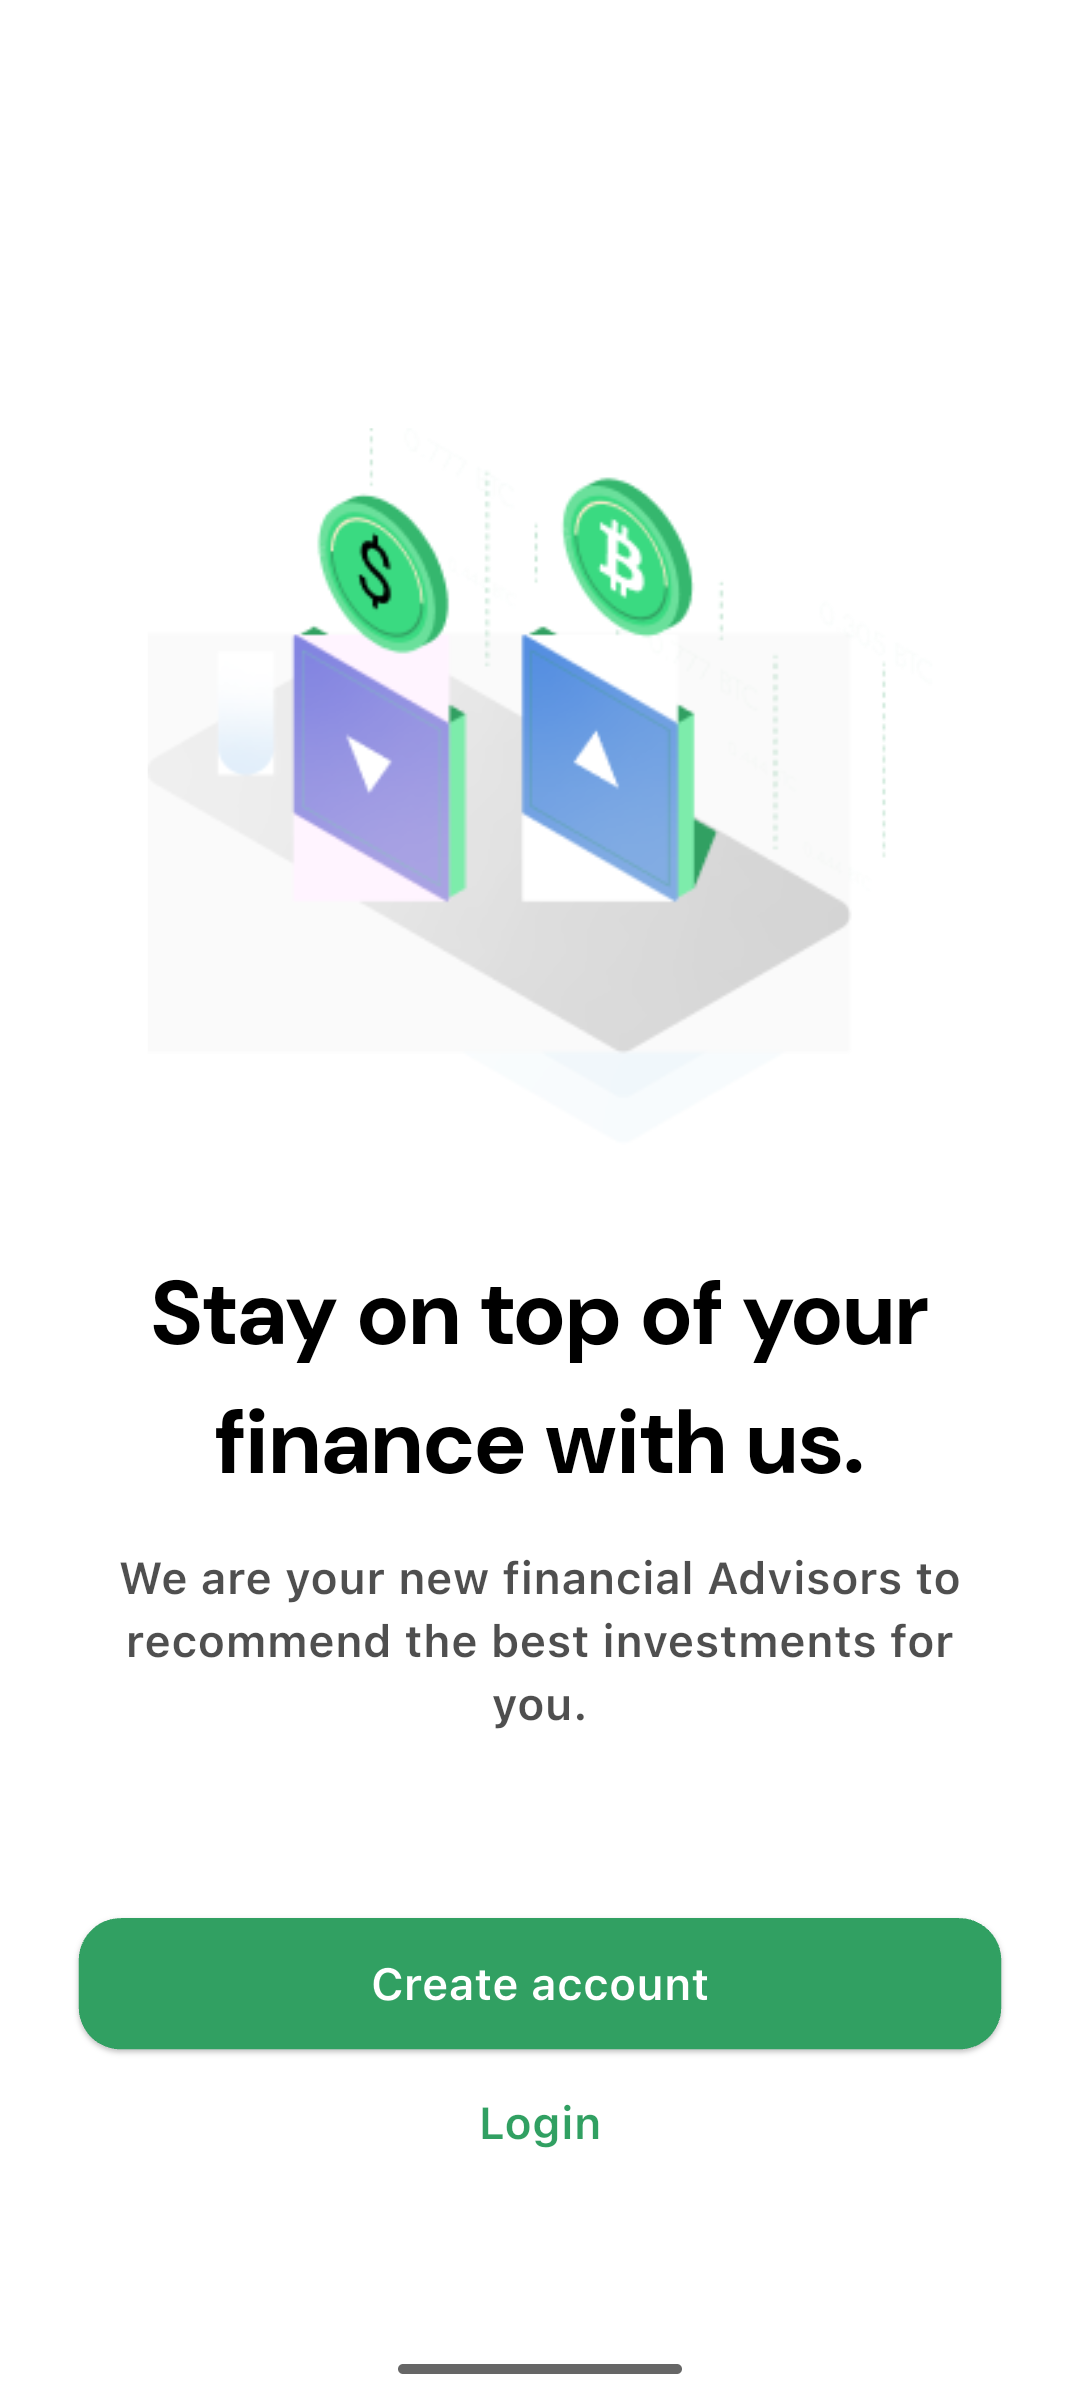 Stay on top of your
finance with us.
We are your new financial Advisors to
recommend the best investments for
you.
Create account
Login